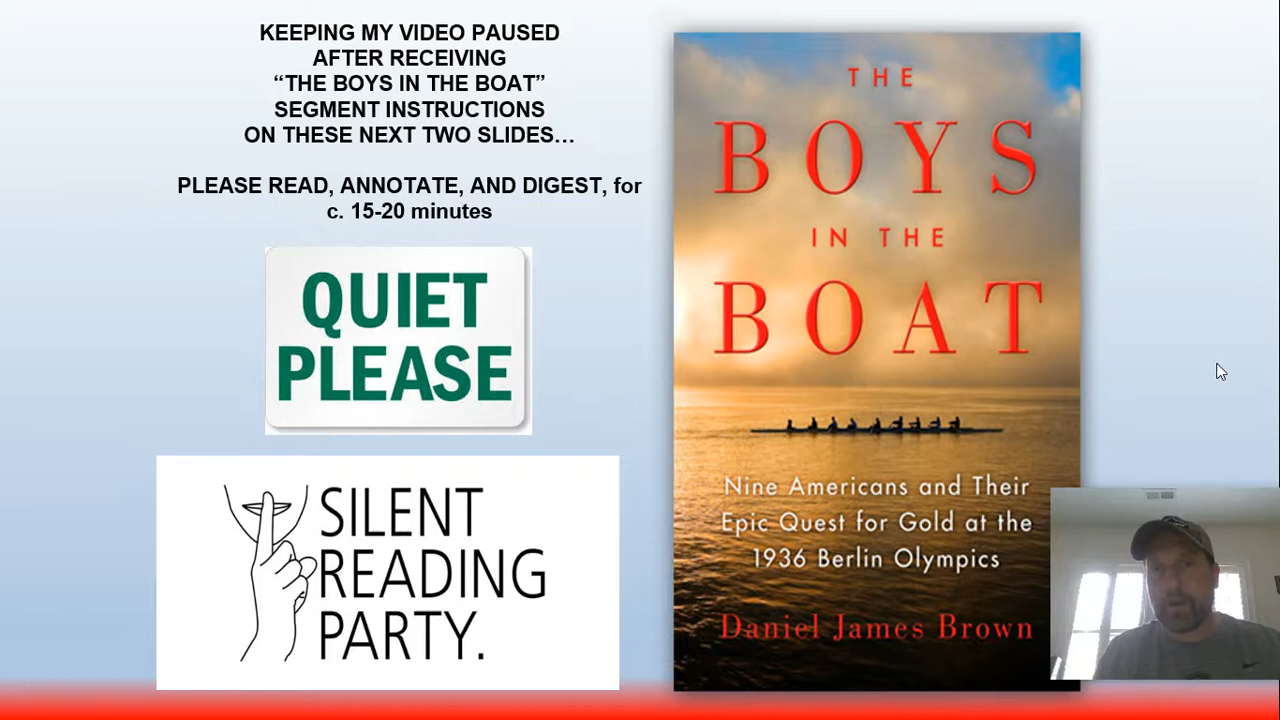 KEEPING MY VIDEO PAUSED
AFTER RECEIVING
“THE BOYS IN THE BOAT”
SEGMENT INSTRUCTIONS
ON THESE NEXT TWO SLIDES…
PLEASE READ, ANNOTATE, AND DIGEST, for
c. 15-20 minutes
QUIET
PLEASE
SILENT
READING
PARTY.
THE
BOYS
IN THE
BOAT
Nine Americans and Their
Epic Quest for Gold at the
1936 Berlin Olympics
Daniel James Brown